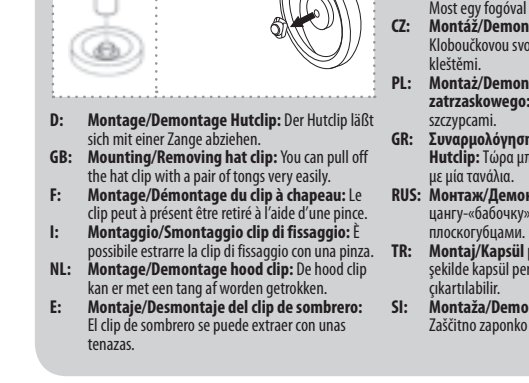 D: Montage/Demontage Hutclip: Der Hutclip läßt
sich mit einer Zange abziehen.
GB: Mounting/Removing hat clip: You can pull off
the hat clip with a pair of tongs very easily.
F: Montage/Démontage du clip à chapeau: Le
clip peut à présent être retiré à l’aide d’une pince.
I: Montaggio/Smontaggio clip di fissaggio: È
possibile estrarre la clip di fissaggio con una pinza.
NL: Montage/Demontage hood clip: De hood clip
kan er met een tang af worden getrokken.
E: Montaje/Desmontaje del clip de sombrero:
El clip de sombrero se puede extraer con unas
tenazas.
Most egy fogóval
CZ: Montáž/Demon
Kloboučkovou svo
kleštěmi.
PL: Montaż/Demon
zatrzaskowego:
szczypcami.
GR: Συναρμολόγησ
Hutclip: Τώρα μπ
με μία τανάλια.
RUS: Монтаж/Демон
цангу-«бабочку»
плоскогубцами.
TR: Montaj/Kapsül p
şekilde kapsül per
çıkartılabilir.
SI: Montaža/Demo
Zaščitno zaponko